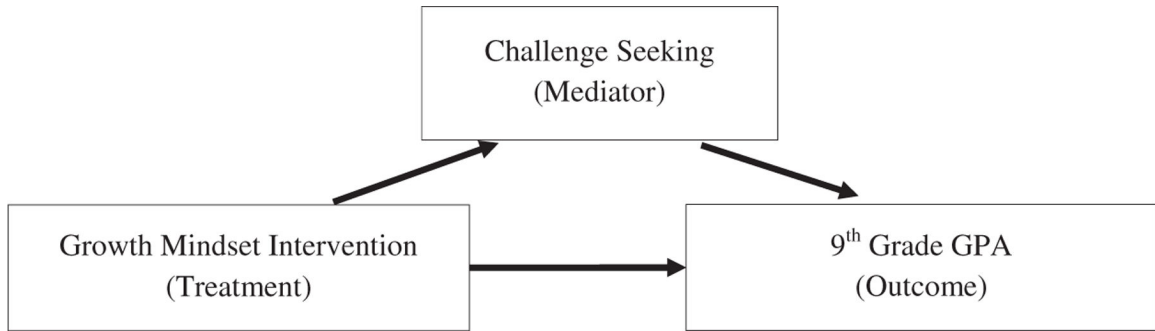 Challenge Seeking
(Mediator)
Growth Mindset Intervention
(Treatment)
9th Grade GPA
(Outcome)